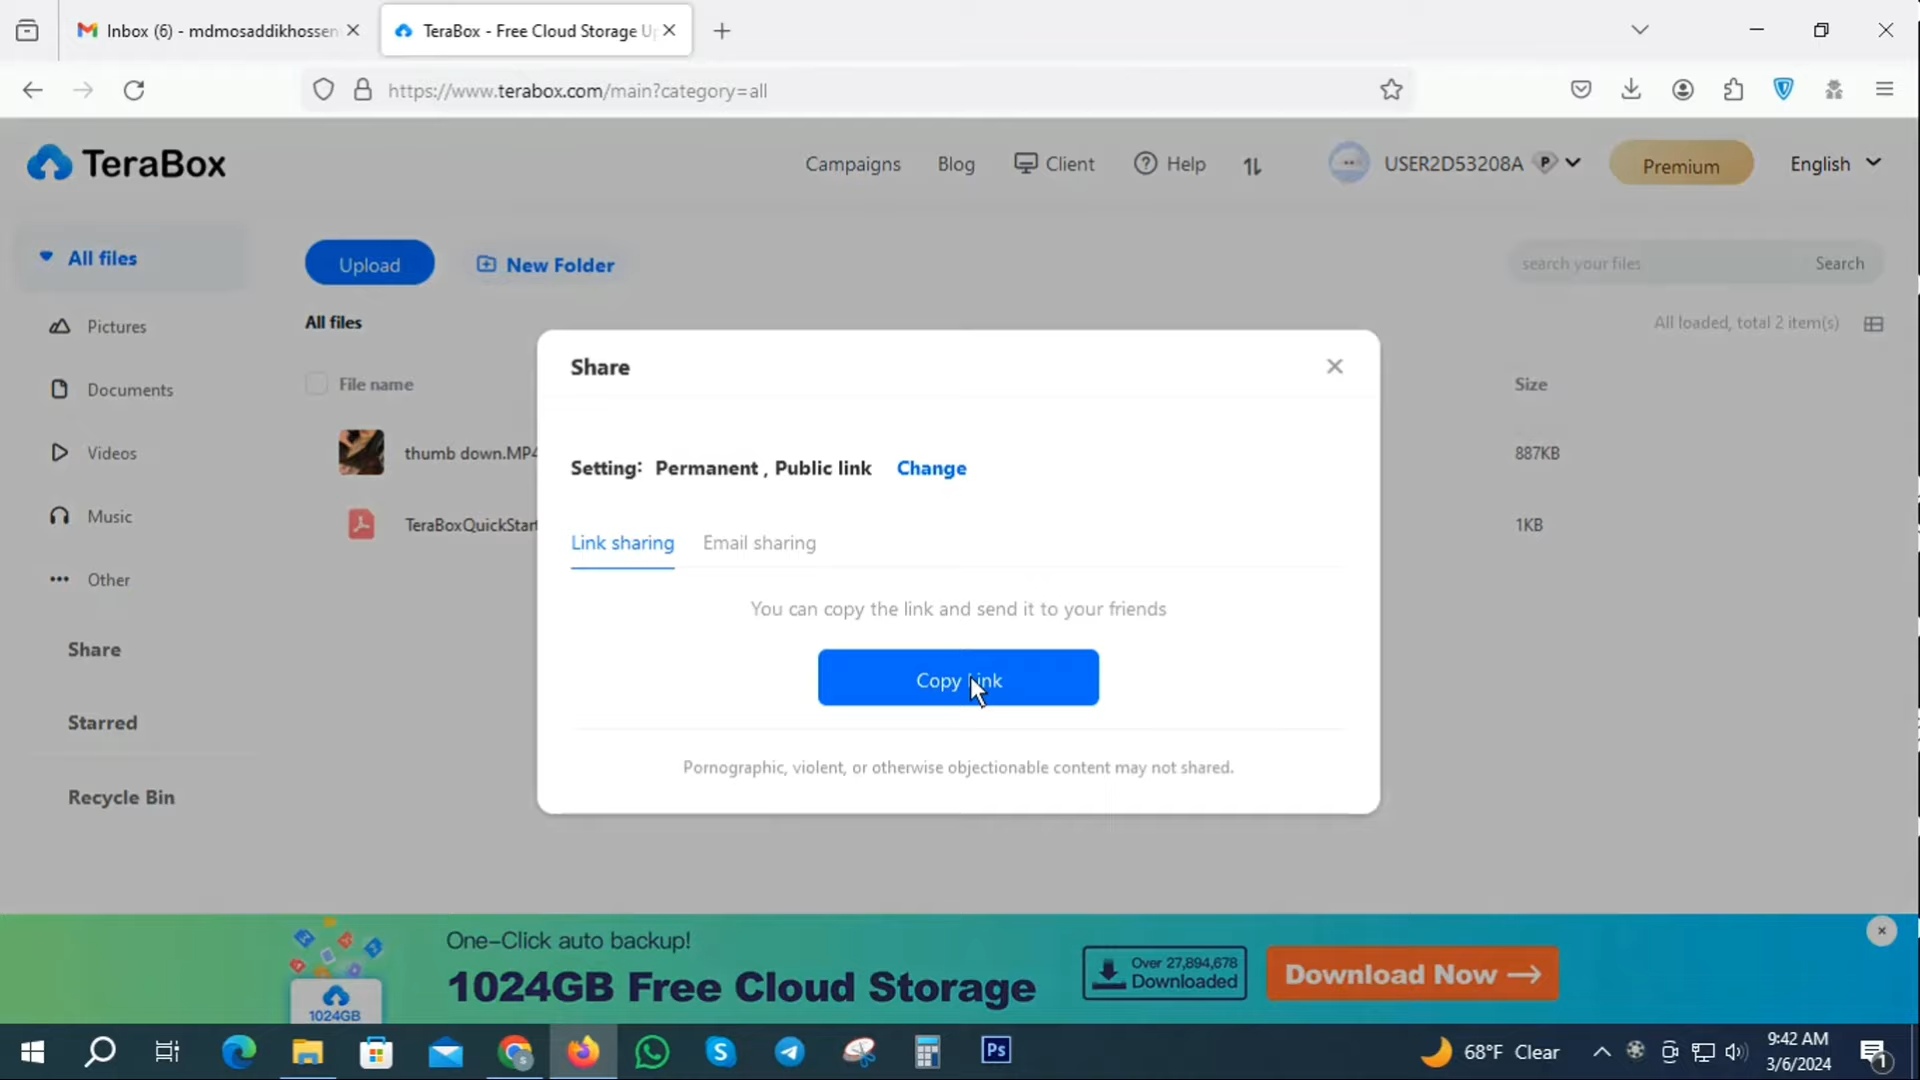 Inbox (6) - mdmosaddikhossen
TeraBox - Free Cloud Storage U
https://www.terabox.com/main?category=all
TeraBox
Campaigns
Blog
Client
Help
USER2D53208A
P
Premium
English
All files
Upload
New Folder
search your files
Search
Pictures
All files
All loaded, total 2 item(s)
Documents
File name
Size
Videos
thumb down.MP4
887KB
Music
TeraBoxQuickStart
1KB
Other
Share
Starred
Recycle Bin
Share
Setting: Permanent , Public link Change
Link sharing
Email sharing
You can copy the link and send it to your friends
Copy Link
Pornographic, violent, or otherwise objectionable content may not shared.
One-Click auto backup!
1024GB Free Cloud Storage
1024GB
Over 27,894,678
Downloaded
Download Now
Ps
68°F Clear
9:42 AM
3/6/2024
1